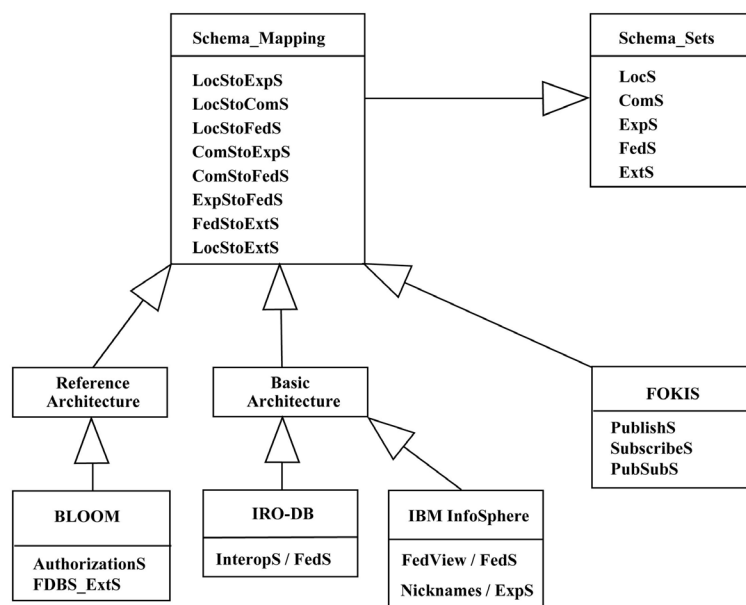 Schema_Mapping
LocStoExpS
LocStoComS
LocStoFedS
ComStoExpS
ComStoFedS
ExpStoFedS
FedStoExtS
LocStoExtS
Schema_Sets
LocS
ComS
ExpS
FedS
ExtS
Reference
Architecture
Basic
Architecture
FOKIS
PublishS
SubscribeS
PubSubS
BLOOM
AuthorizationS
FDBS_ExtS
IRO-DB
InteropS / FedS
IBM InfoSphere
FedView / FedS
Nicknames / ExpS